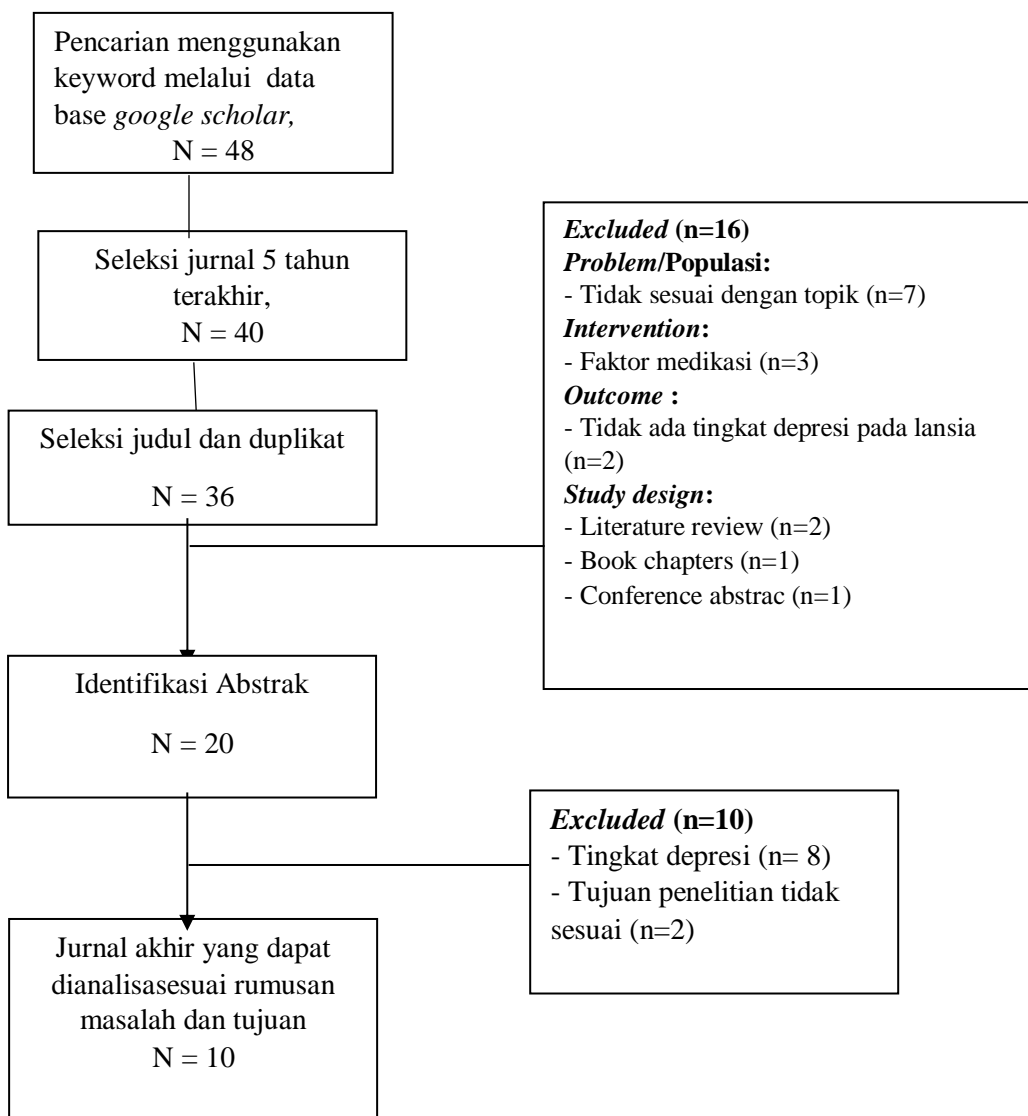 Pencarian menggunakan
keyword melalui data
base google scholar,
N = 48
Seleksi jurnal 5 tahun
terakhir,
N = 40
Seleksi judul dan duplikat
N = 36
Excluded (n=16)
Problem/Populasi:
- Tidak sesuai dengan topik (n=7)
Intervention:
- Faktor medikasi (n=3)
Outcome :
- Tidak ada tingkat depresi pada lansia
(n=2)
Study design:
- Literature review (n=2)
- Book chapters (n=1)
- Conference abstrac (n=1)
Identifikasi Abstrak
N = 20
Excluded (n=10)
- Tingkat depresi (n= 8)
- Tujuan penelitian tidak
sesuai (n=2)
Jurnal akhir yang dapat
dianalisasesuai rumusan
masalah dan tujuan
N = 10